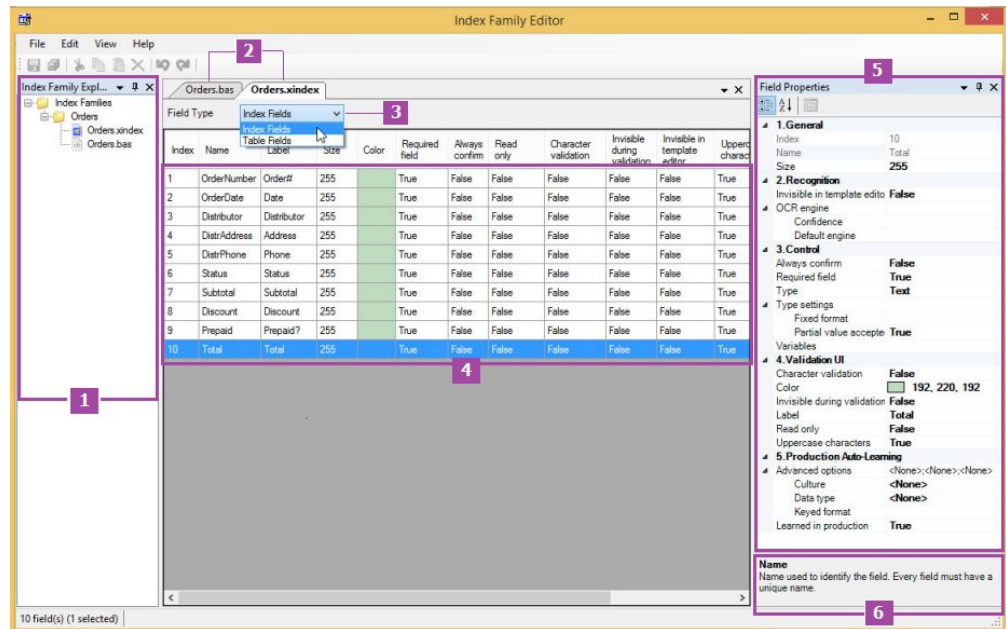 Index Family Editor
File Edit View Help
2
Index Family Expl...
Index Families
Orders
Orders.xindex
Orders.bas
1
Orders.bas Orders.xindex
Field Type Index Fields
3
Index Fields
Table Fields
Index Name Label Size Color Required field Always confirm Read only Character validation Invisible during validation Invisible in template editor Upperc charac
1 OrderNumber Order# 255 True False False False False False True
2 OrderDate Date 255 True False False False False False True
3 Distributor Distributor 255 True False False False False False True
4 DistrAddress Address 255 True False False False False False True
5 DistrPhone Phone 255 True False False False False False True
6 Status Status 255 True False False False False False True
7 Subtotal Subtotal 255 True False False False False False True
8 Discount Discount 255 True False False False False False True
9 Prepaid Prepaid? 255 True False False False False False True
10 Total Total 255 True False False False False False True
4
5
Field Properties
1.General
Index 10
Name Total
Size 255
2.Recognition
Invisible in template edito False
OCR engine
Confidence
Default engine
3.Control
Always confirm False
Required field True
Type Text
Type settings
Fixed format
Partial value accepte True
Variables
4.Validation UI
Character validation False
Color 192, 220, 192
Invisible during validation False
Label Total
Read only False
Uppercase characters True
5.Production Auto-Learning
Advanced options <None>;<None>;<None>
Culture <None>
Data type <None>
Keyed format
Learned in production True
Name
Name used to identify the field. Every field must have a
unique name.
6
10 field(s) (1 selected)